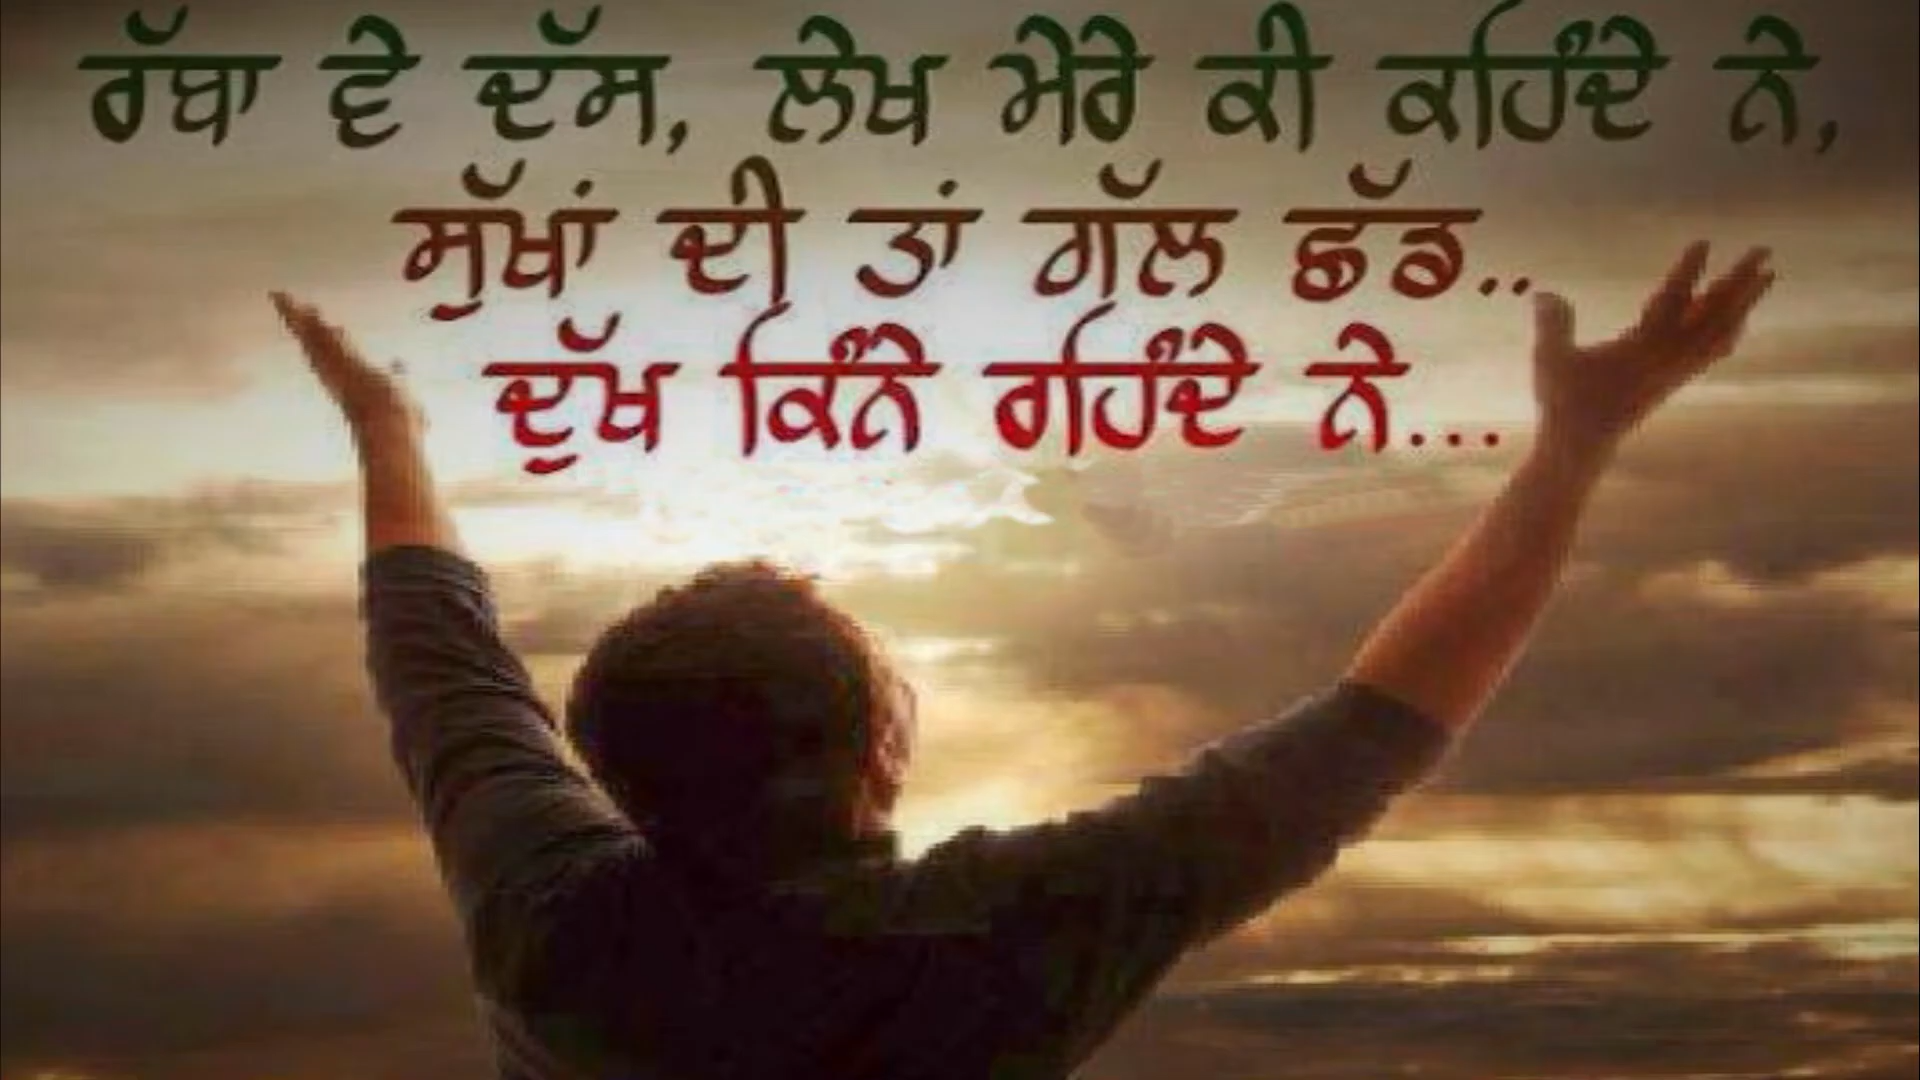 ਰੱਬਾ ਵੇ ਦੱਸ, ਲੇਖ ਮੇਰੇ ਕੀ ਕਹਿੰਦੇ ਨੇ,
ਸੁੱਖਾਂ ਦੀ ਤਾਂ ਗੱਲ ਛੱਡ..
ਦੁੱਖ ਕਿੰਨੇ ਰਹਿੰਦੇ ਨੇ...